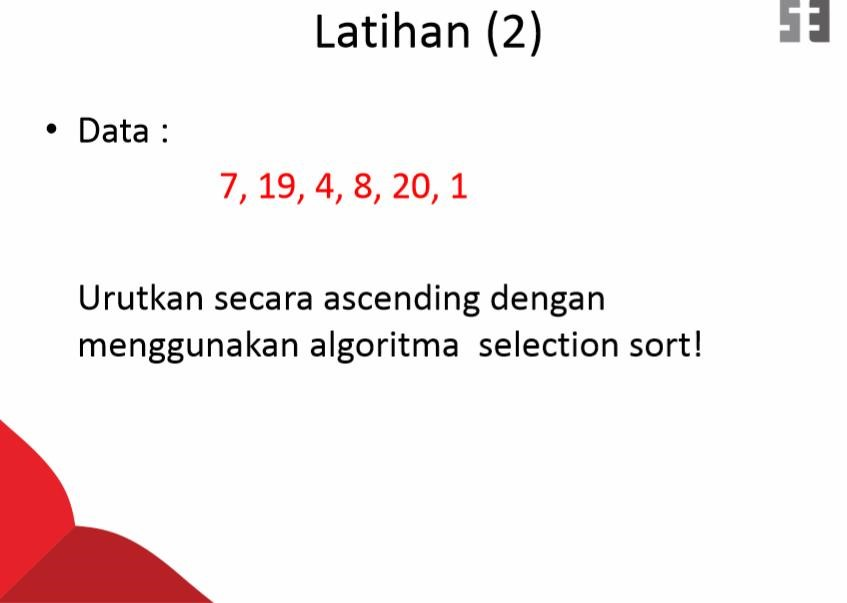 Latihan (2)
• Data :
7, 19, 4, 8, 20, 1
Urutkan secara ascending dengan
menggunakan algoritma  selection sort!